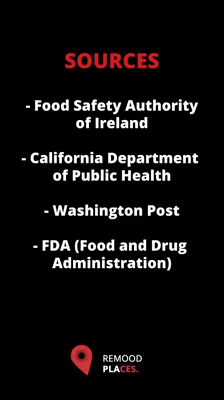 SOURCES
- Food Safety Authority
of Ireland
- California Department
of Public Health
- Washington Post
- FDA (Food and Drug
Administration)
REMOOD
PLACES.